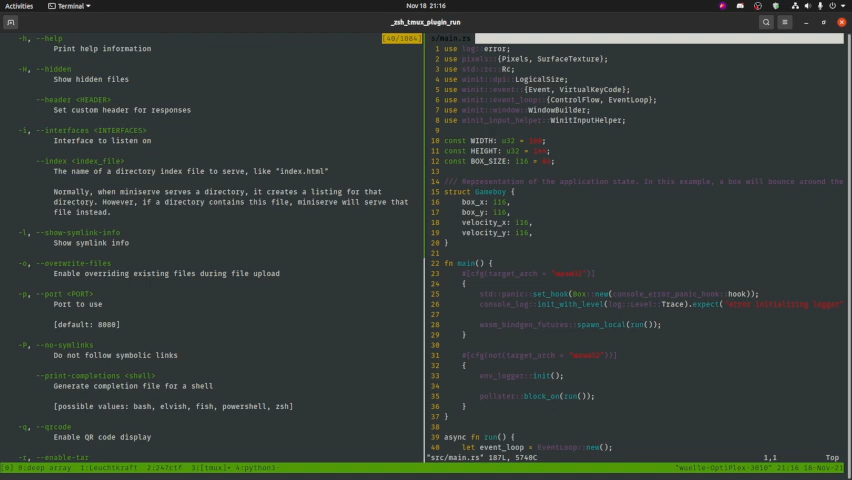 Activities
Terminal
Nov 18 21:16
_zsh_tmux_plugin_run
-h, --help
Print help information
-H, --hidden
Show hidden files
--header <HEADER>
Set custom header for responses
-i, --interfaces <INTERFACES>
Interface to listen on
--index <index_file>
The name of a directory index file to serve, like "index.html"
Normally, when miniserve serves a directory, it creates a listing for that
directory. However, if a directory contains this file, miniserve will serve that
file instead.
-l, --show-symlink-info
Show symlink info
-o, --overwrite-files
Enable overriding existing files during file upload
-p, --port <PORT>
Port to use
[default: 8080]
-P, --no-symlinks
Do not follow symbolic links
--print-completions <shell>
Generate completion file for a shell
[possible values: bash, elvish, fish, powershell, zsh]
-q, --qrcode
Enable QR code display
-r, --enable-tar
[40/1064]
s/main.rs
1 use log::error;
2 use pixels::{Pixels, SurfaceTexture};
3 use std::rc::Rc;
4 use winit::dpi::LogicalSize;
5 use winit::event::{Event, VirtualKeyCode};
6 use winit::event_loop::{ControlFlow, EventLoop};
7 use winit::window::WindowBuilder;
8 use winit_input_helper::WinitInputHelper;
9
10 const WIDTH: u32 =
11 const HEIGHT: u32 =
12 const BOX_SIZE: i16 =
13
14 /// Representation of the application state. In this example, a box will bounce around the
15 struct Gameboy {
16 box_x: i16,
17 box_y: i16,
18 velocity_x: i16,
19 velocity_y: i16,
20 }
21
22 fn main() {
23 #[cfg(target_arch = "wasm32")]
24 {
25 std::panic::set_hook(Box::new(console_error_panic_hook::hook));
26 console_log::init_with_level(log::Level::Trace).expect("error initializing logger"
27
28 wasm_bindgen_futures::spawn_local(run());
29 }
30
31 #[cfg(not(target_arch = "wasm32"))]
32 {
33 env_logger::init();
34
35 pollster::block_on(run());
36 }
37 }
38
39 async fn run() {
40 let event_loop = EventLoop::new();
"src/main.rs" 187L, 5740C
1,1
Top
[0] 0:deep array 1:Leuchtkraft 2:247ctf 3:[tmux]* 4:python3-
"wuelle-OptiPlex-3010" 21:16 18-Nov-21